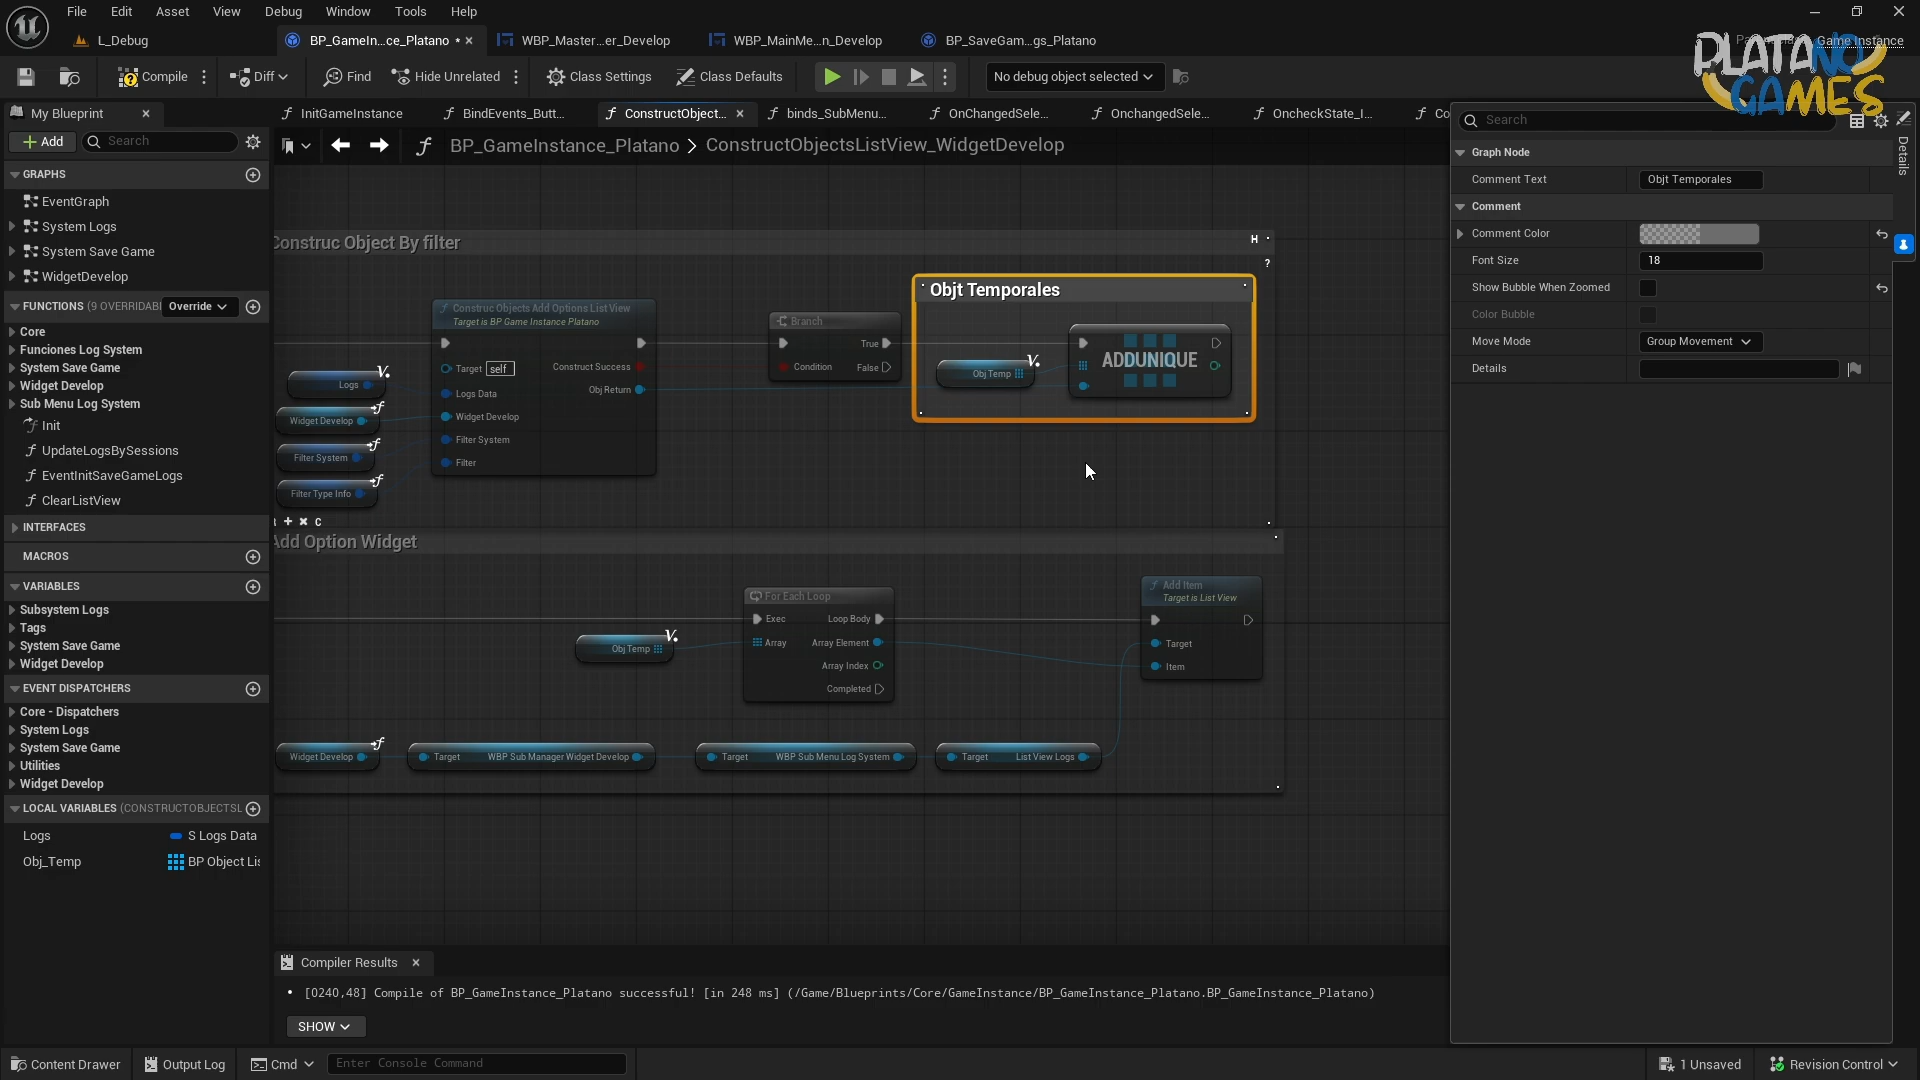 File Edit Asset View Debug Window Tools Help
L_Debug
BP_GameIn...ce_Platano •
WBP_Master...er_Develop
WBP_MainMe...n_Develop
BP_SaveGam...gs_Platano
Game Instance
PLATANO
GAMES
Compile
Diff
Find
Hide Unrelated
Class Settings
Class Defaults
No debug object selected
My Blueprint
InitGameInstance
BindEvents_Butt...
ConstructObject...
binds_SubMenu...
OnChangedSele...
OnchangedSele...
OncheckState_I...
Co
Add
Search
BP_GameInstance_Platano > ConstructObjectsListView_WidgetDevelop
GRAPHS
EventGraph
System Logs
System Save Game
WidgetDevelop
FUNCTIONS (9 OVERRIDABL
Override
Core
Funciones Log System
System Save Game
Widget Develop
Sub Menu Log System
Init
UpdateLogsBySessions
EventInitSaveGameLogs
ClearListView
INTERFACES
MACROS
VARIABLES
Subsystem Logs
Tags
System Save Game
Widget Develop
EVENT DISPATCHERS
Core - Dispatchers
System Logs
System Save Game
Utilities
Widget Develop
LOCAL VARIABLES (CONSTRUCTOBJECTSL
Logs
S Logs Data
Obj_Temp
BP Object Lis
Construc Object By filter
H
?
Construc Objects Add Options List View
Target is BP Game Instance Platano
Target self
Construct Success
Obj Return
Logs Data
Widget Develop
Filter System
Filter
Logs
Widget Develop
Filter System
Filter Type Info
Branch
True
Condition
False
Objt Temporales
Obj Temp
ADDUNIQUE
C
Add Option Widget
For Each Loop
Exec
Loop Body
Array
Array Element
Array Index
Completed
Obj Temp
Add Item
Target is List View
Target
Item
Widget Develop
Target WBP Sub Manager Widget Develop
Target WBP Sub Menu Log System
Target List View Logs
Search
Details
Graph Node
Comment Text
Objt Temporales
Comment
Comment Color
Font Size
18
Show Bubble When Zoomed
Color Bubble
Move Mode
Group Movement
Details
Compiler Results
[0240,48] Compile of BP_GameInstance_Platano successful! [in 248 ms] (/Game/Blueprints/Core/GameInstance/BP_GameInstance_Platano.BP_GameInstance_Platano)
SHOW
Content Drawer
Output Log
Cmd
Enter Console Command
1 Unsaved
Revision Control